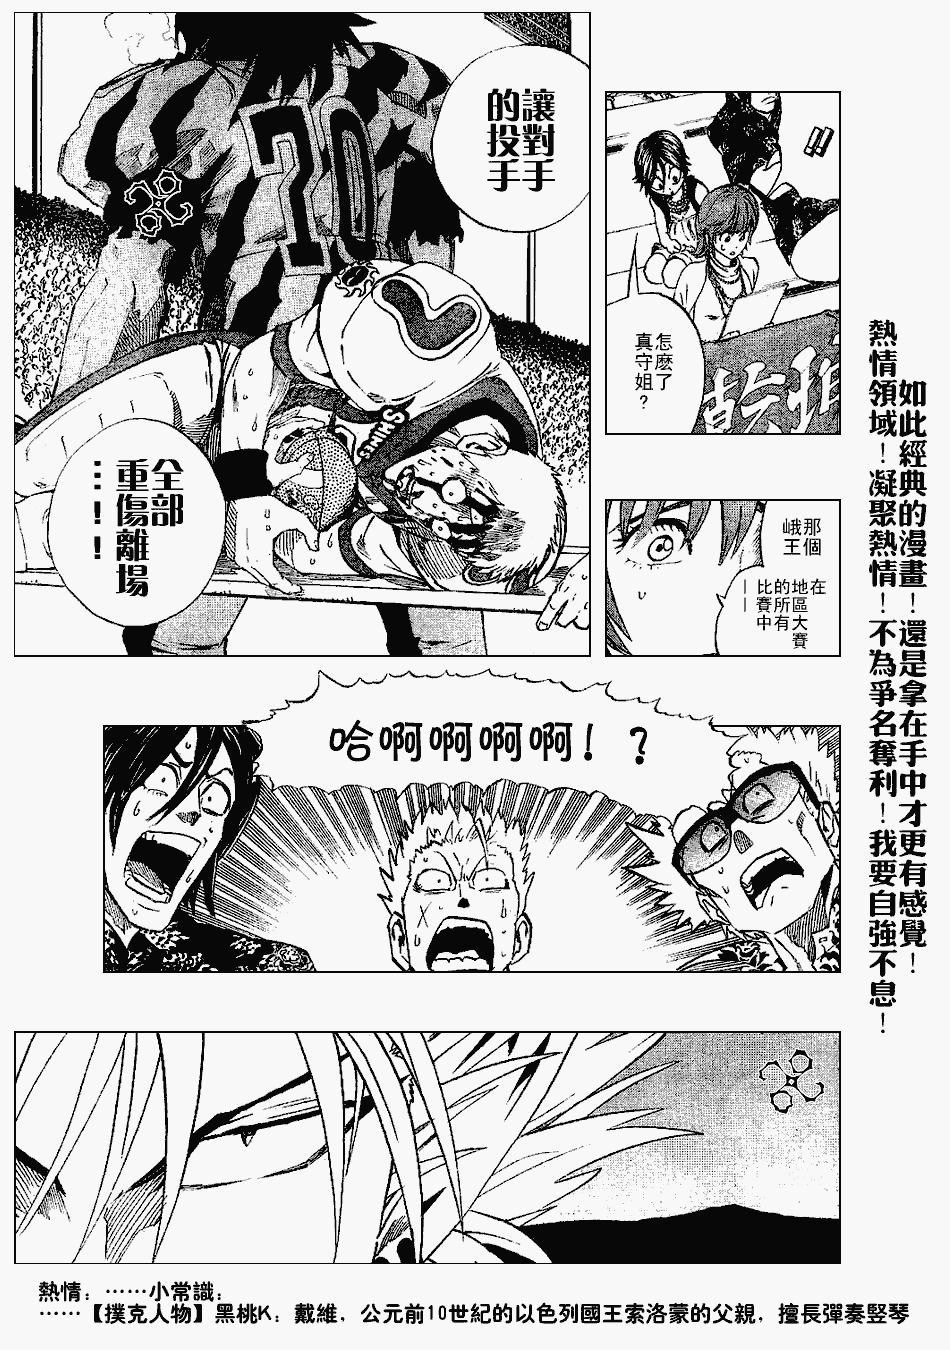 !!
怎麼了
真守姐?
那個
峨王
在
地區大賽
的所有
比賽中
——
讓對手
的投手
70
全部
重傷離場
…!!
哈啊啊啊啊!?
如此經典的漫畫!還是拿在手中才更有感覺!
熱情領域!凝聚熱情!不為爭名奪利!我要自強不息!
熱情:……小常識:
……【撲克人物】黑桃K:戴維,公元前10世紀的以色列國王索洛蒙的父親,擅長彈奏竪琴